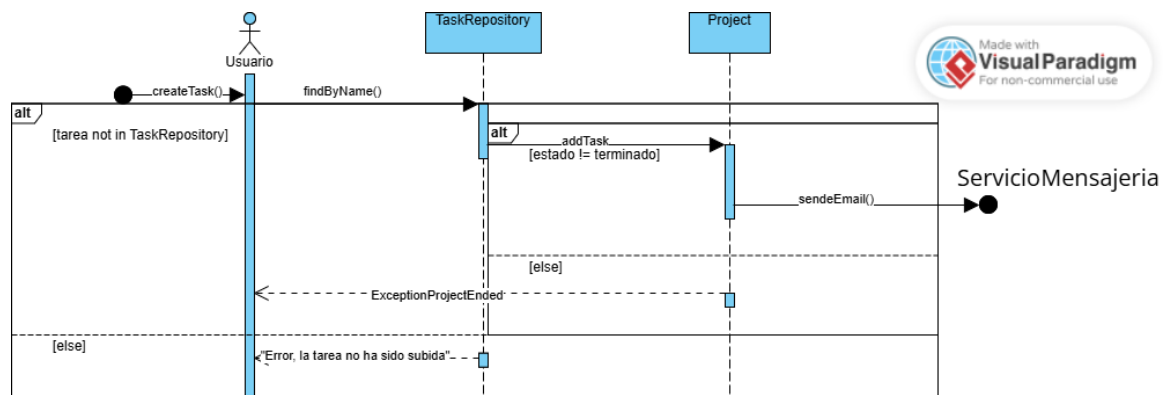 TaskRepository
Project
Usuario
Made with
Visual Paradigm
For non-commercial use
createTask()
findByName()
alt
[tarea not in TaskRepository]
alt
addTask
[estado != terminado]
ServicioMensajeria
sendeEmail()
[else]
ExceptionProjectEnded
[else]
"Error, la tarea no ha sido subida"